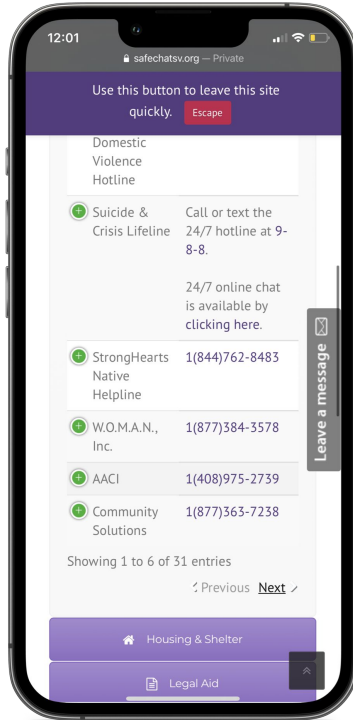 12:01
safechatsv.org — Private
Use this button to leave this site
quickly. Escape
Domestic
Violence
Hotline
Suicide &
Crisis Lifeline
Call or text the
24/7 hotline at 9-
8-8.
24/7 online chat
is available by
clicking here.
StrongHearts
Native
Helpline
1(844)762-8483
W.O.M.A.N.,
Inc.
1(877)384-3578
AACI
1(408)975-2739
Community
Solutions
1(877)363-7238
Showing 1 to 6 of 31 entries
Previous Next
Housing & Shelter
Legal Aid
Leave a message